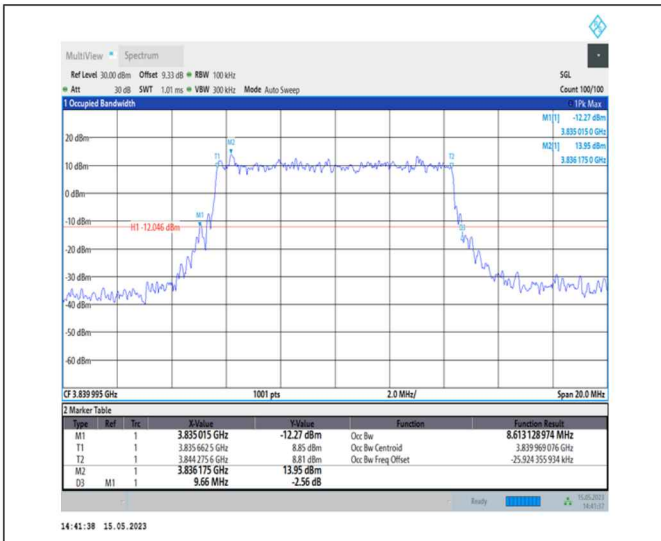 MultiView Spectrum
Ref Level 30.00 dBm Offset 9.33 dB RBW 100 kHz SGL
Att 30 dB SWT 1.01 ms VBW 300 kHz Mode Auto Sweep Count 100/100
1 Occupied Bandwidth 1Pk Max
M1[1] -12.27 dBm
3.835 015 0 GHz
M2[1] 13.95 dBm
3.836 175 0 GHz
20 dBm
M2
T1
T2
10 dBm
0 dBm
-10 dBm
M1
H1 -12.046 dBm
-20 dBm
-30 dBm
-40 dBm
-50 dBm
-60 dBm
CF 3.839 995 GHz 1001 pts 2.0 MHz/ Span 20.0 MHz
2 Marker Table
Type Ref Trc X-Value Y-Value Function Function Result
M1 1 3.835 015 GHz -12.27 dBm Occ Bw 8.613 128 974 MHz
T1 1 3.835 662 5 GHz 8.85 dBm Occ Bw Centroid 3.839 969 076 GHz
T2 1 3.844 275 6 GHz 8.81 dBm Occ Bw Freq Offset -25.924 355 934 kHz
M2 1 3.836 175 GHz 13.95 dBm
D3 M1 1 9.66 MHz -2.56 dB
Ready 15.05.2023
14:41:37
14:41:38 15.05.2023